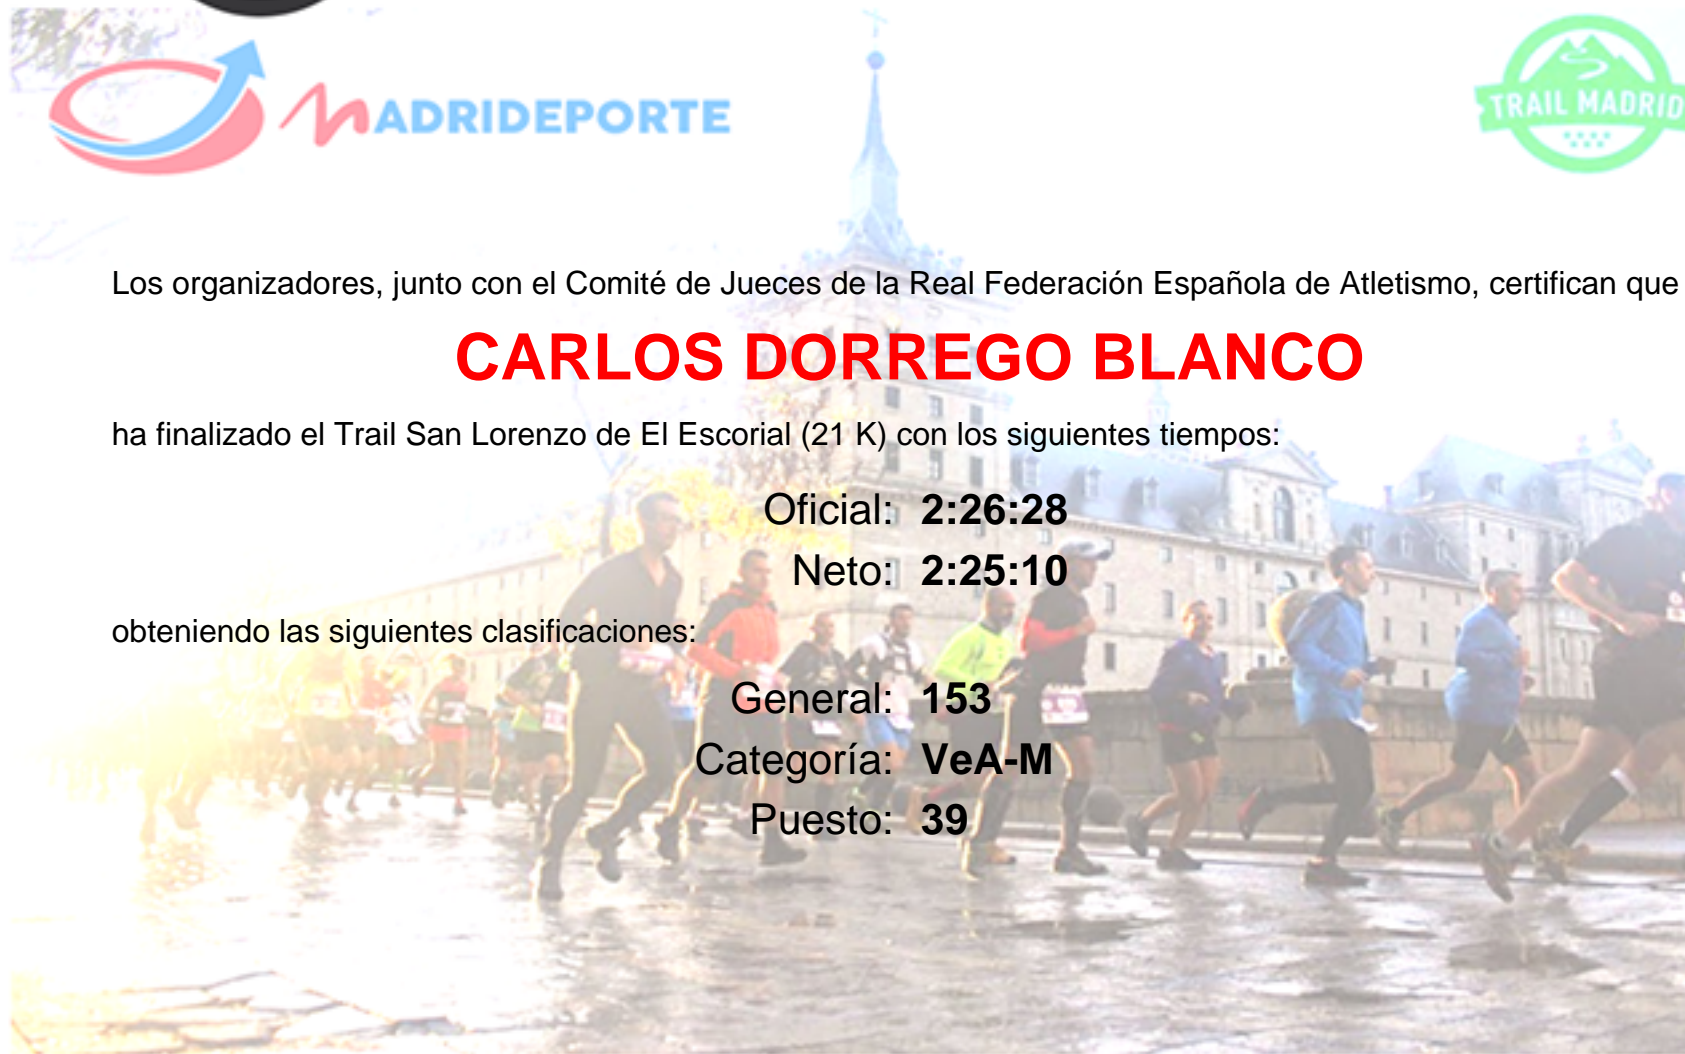 MADRIDEPORTE
TRAIL MADRID
Los organizadores, junto con el Comité de Jueces de la Real Federación Española de Atletismo, certifican que
CARLOS DORREGO BLANCO
ha finalizado el Trail San Lorenzo de El Escorial (21 K) con los siguientes tiempos:
Oficial: 2:26:28
Neto: 2:25:10
obteniendo las siguientes clasificaciones:
General: 153
Categoría: VeA-M
Puesto: 39